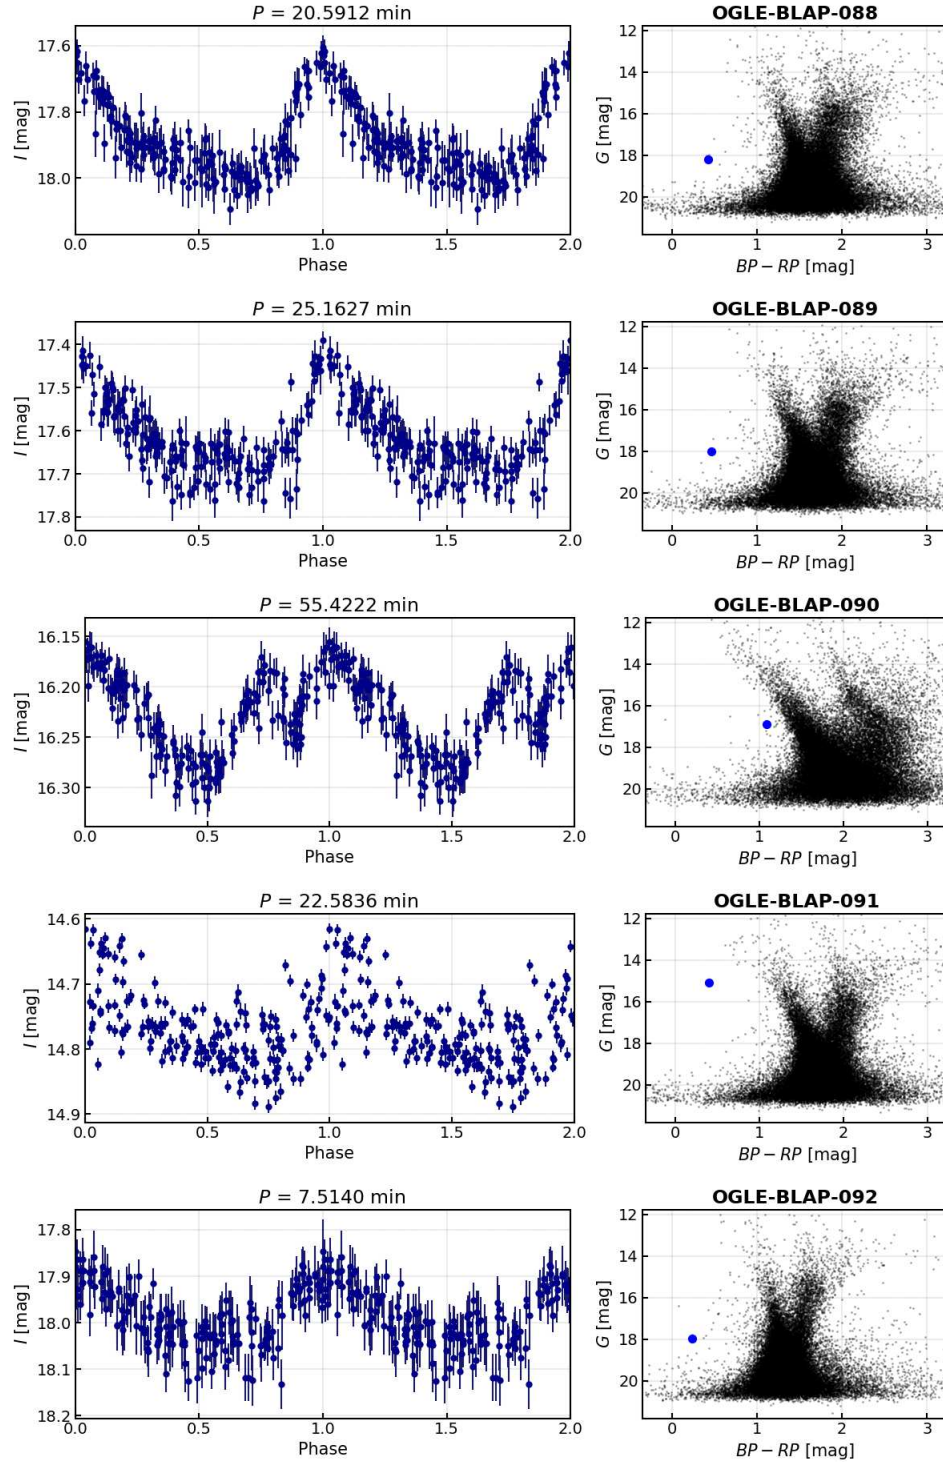 P = 20.5912 min
OGLE-BLAP-088
17.6
17.8
18.0
I [mag]
0.0 0.5 1.0 1.5 2.0
Phase
12
14
16
18
20
G [mag]
0 1 2 3
BP − RP [mag]
P = 25.1627 min
OGLE-BLAP-089
17.4
17.5
17.6
17.7
17.8
I [mag]
0.0 0.5 1.0 1.5 2.0
Phase
12
14
16
18
20
G [mag]
0 1 2 3
BP − RP [mag]
P = 55.4222 min
OGLE-BLAP-090
16.15
16.20
16.25
16.30
I [mag]
0.0 0.5 1.0 1.5 2.0
Phase
12
14
16
18
20
G [mag]
0 1 2 3
BP − RP [mag]
P = 22.5836 min
OGLE-BLAP-091
14.6
14.7
14.8
14.9
I [mag]
0.0 0.5 1.0 1.5 2.0
Phase
12
14
16
18
20
G [mag]
0 1 2 3
BP − RP [mag]
P = 7.5140 min
OGLE-BLAP-092
17.8
17.9
18.0
18.1
18.2
I [mag]
0.0 0.5 1.0 1.5 2.0
Phase
12
14
16
18
20
G [mag]
0 1 2 3
BP − RP [mag]